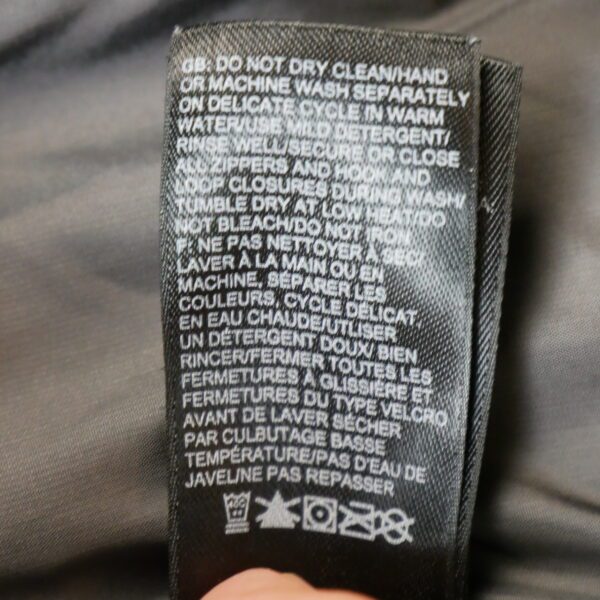 GB: DO NOT DRY CLEAN/HAND
OR MACHINE WASH SEPARATELY
ON DELICATE CYCLE IN WARM
WATER/USE MILD DETERGENT/
RINSE WELL/SECURE OR CLOSE
ALL ZIPPERS AND HOOK AND
LOOP CLOSURES DURING WASH/
TUMBLE DRY AT LOW HEAT/DO
NOT BLEACH/DO NOT IRON
F: NE PAS NETTOYER À SEC/
LAVER À LA MAIN OU EN
MACHINE, SÉPARER LES
COULEURS, CYCLE DÉLICAT,
EN EAU CHAUDE/UTLISER
UN DÉTERGENT DOUX/ BIEN
RINCER/FERMER TOUTES LES
FERMETURES À GLISSIÈRE ET
FERMETURES DU TYPE VELCRO
AVANT DE LAVER SÉCHER
PAR CULBUTAGE BASSE
TEMPÉRATURE/PAS D'EAU DE
JAVEL/NE PAS REPASSER